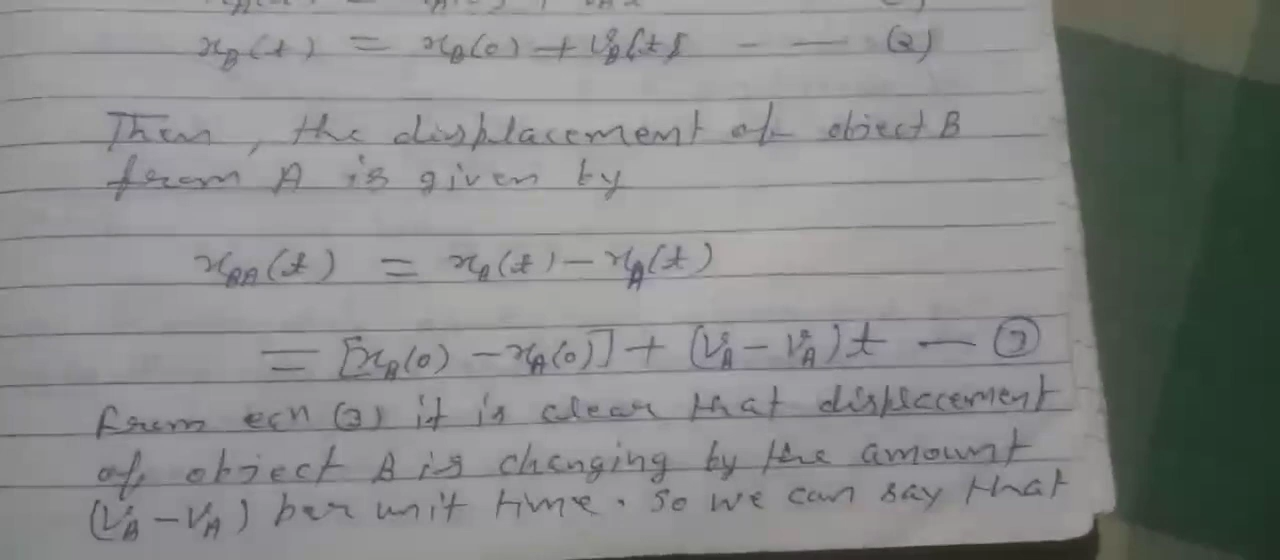 x_B(t) = x_B(0) + v_B(t) - — (2)
Then, the displacement of object B
from A is given by
x_BA(t) = x_B(t) - x_A(t)
= [x_B(0) - x_A(0)] + (v_B - v_A)t — (3)
from eqn (3) it is clear that displacement
of object B is changing by the amount
(v_B - v_A) per unit time. So we can say that